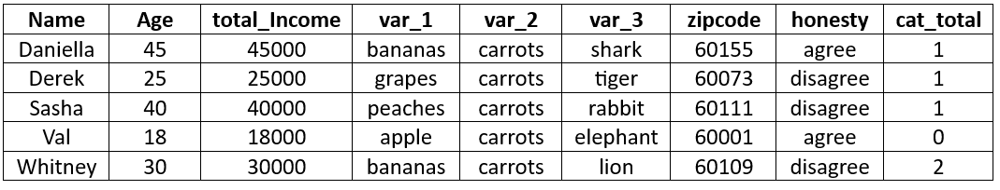 Name Age total_Income var_1 var_2 var_3 zipcode honesty cat_total
Daniella 45 45000 bananas carrots shark 60155 agree 1
Derek 25 25000 grapes carrots tiger 60073 disagree 1
Sasha 40 40000 peaches carrots rabbit 60111 disagree 1
Val 18 18000 apple carrots elephant 60001 agree 0
Whitney 30 30000 bananas carrots lion 60109 disagree 2